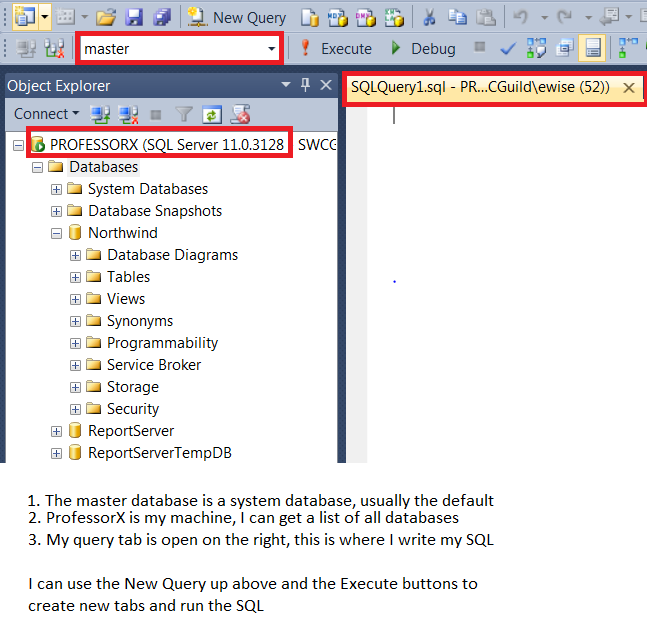 New Query
master
Execute
Debug
Object Explorer
SQLQuery1.sql - PR...CGuild\ewise (52))
Connect
PROFESSORX (SQL Server 11.0.3128 SWCG
Databases
System Databases
Database Snapshots
Northwind
Database Diagrams
Tables
Views
Synonyms
Programmability
Service Broker
Storage
Security
ReportServer
ReportServerTempDB
1. The master database is a system database, usually the default
2. ProfessorX is my machine, I can get a list of all databases
3. My query tab is open on the right, this is where I write my SQL
I can use the New Query up above and the Execute buttons to
create new tabs and run the SQL